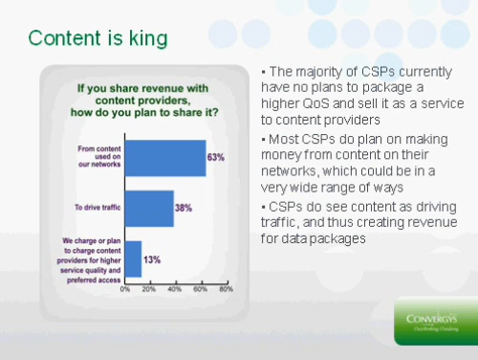 Content is king
If you share revenue with
content providers,
how do you plan to share it?
From content
used on
our networks
63%
To drive traffic
38%
We charge or plan
to charge content
providers for higher
service quality and
preferred access
13%
0% 20% 40% 60% 80%
▪ The majority of CSPs currently
have no plans to package a
higher QoS and sell it as a service
to content providers
▪ Most CSPs do plan on making
money from content on their
networks, which could be in a
very wide range of ways
▪ CSPs do see content as driving
traffic, and thus creating revenue
for data packages
CONVERGYS
Outthinking Outdoing